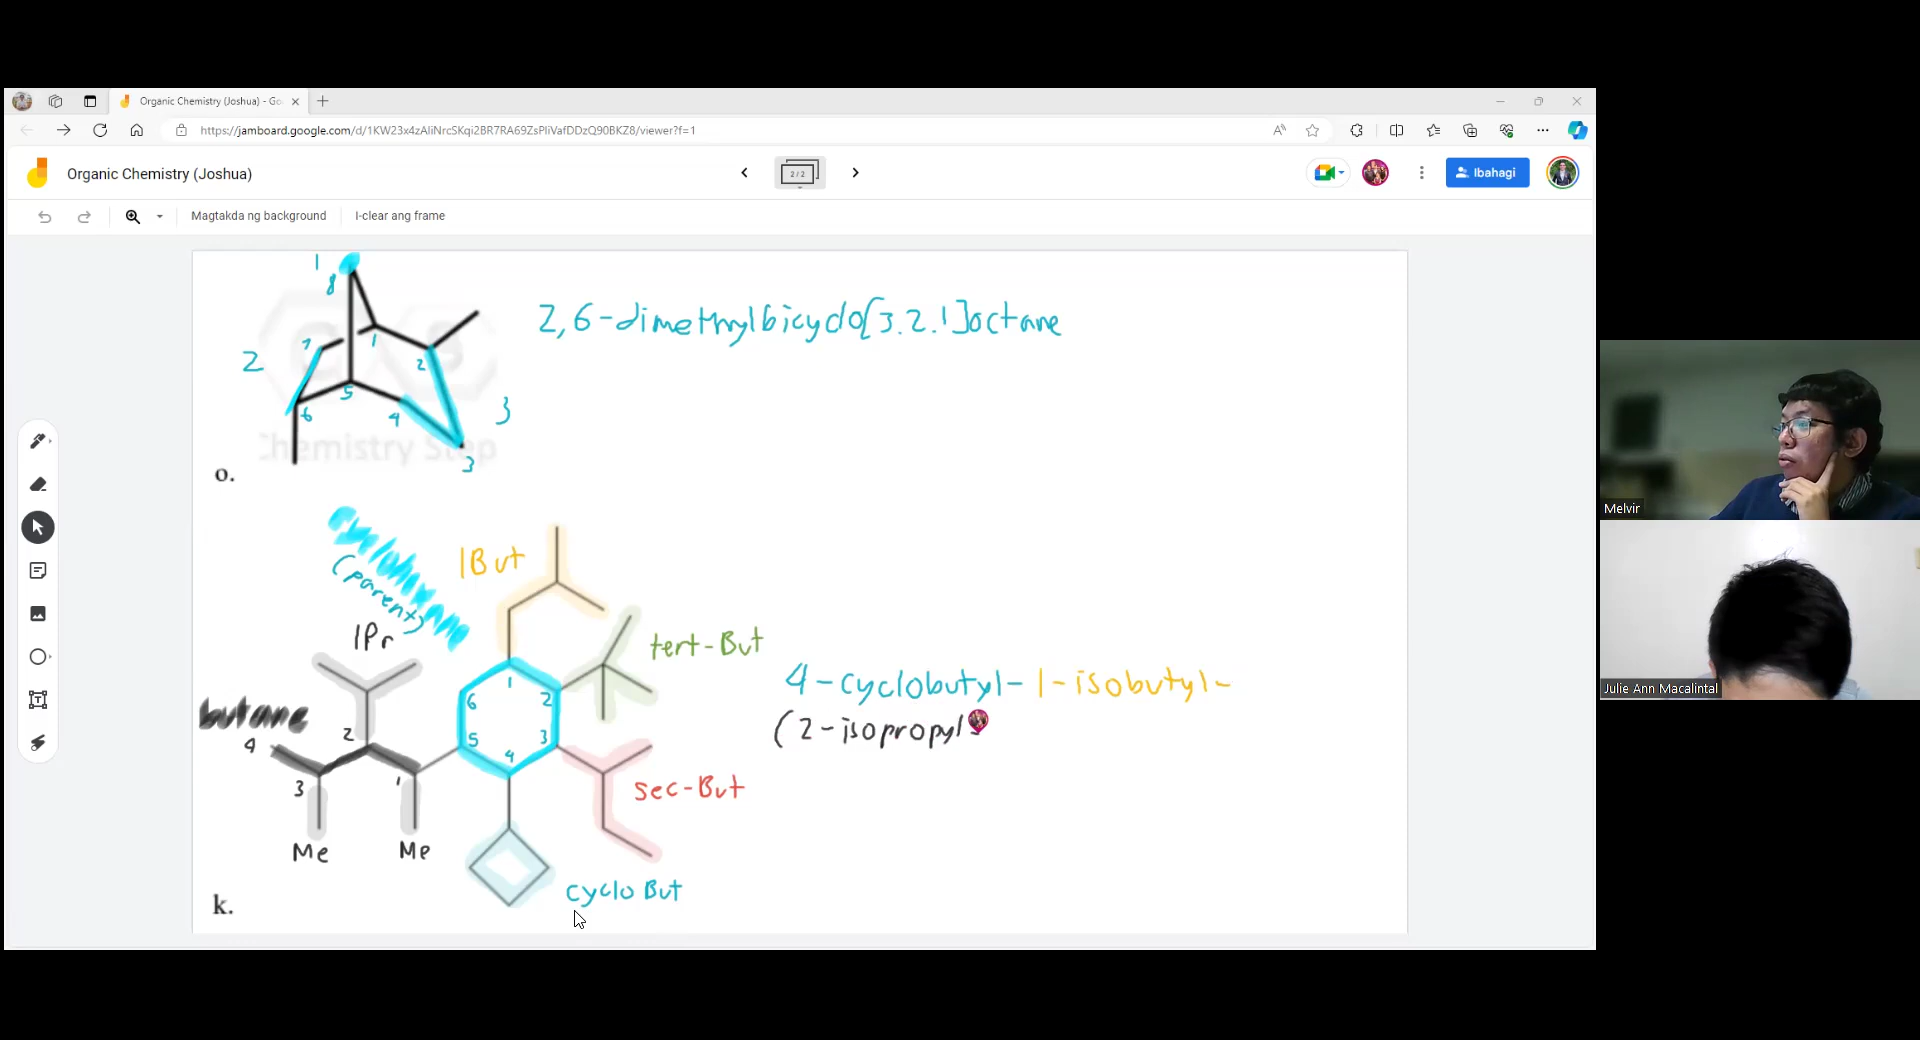 Organic Chemistry (Joshua) - Go
https://jamboard.google.com/d/1KW23x4zAliNrcSKqi2BR7RA69ZsPliVafDDzQ90BKZ8/viewer?f=1
Organic Chemistry (Joshua)
2 / 2
Ibahagi
Magtakda ng background
I-clear ang frame
1
8
7
1
2
2
5
6
4
3
3
2,6-dimethylbicyclo[3.2.1]octane
Chemistry Step
o.
(parent)
IBut
IPr
tert-But
butane
4
3
2
1
Me
Me
1
2
3
4
5
6
sec-But
cyclo But
4-cyclobutyl-1-isobutyl-
(2-isopropyl
k.
Melvir
Julie Ann Macalintal